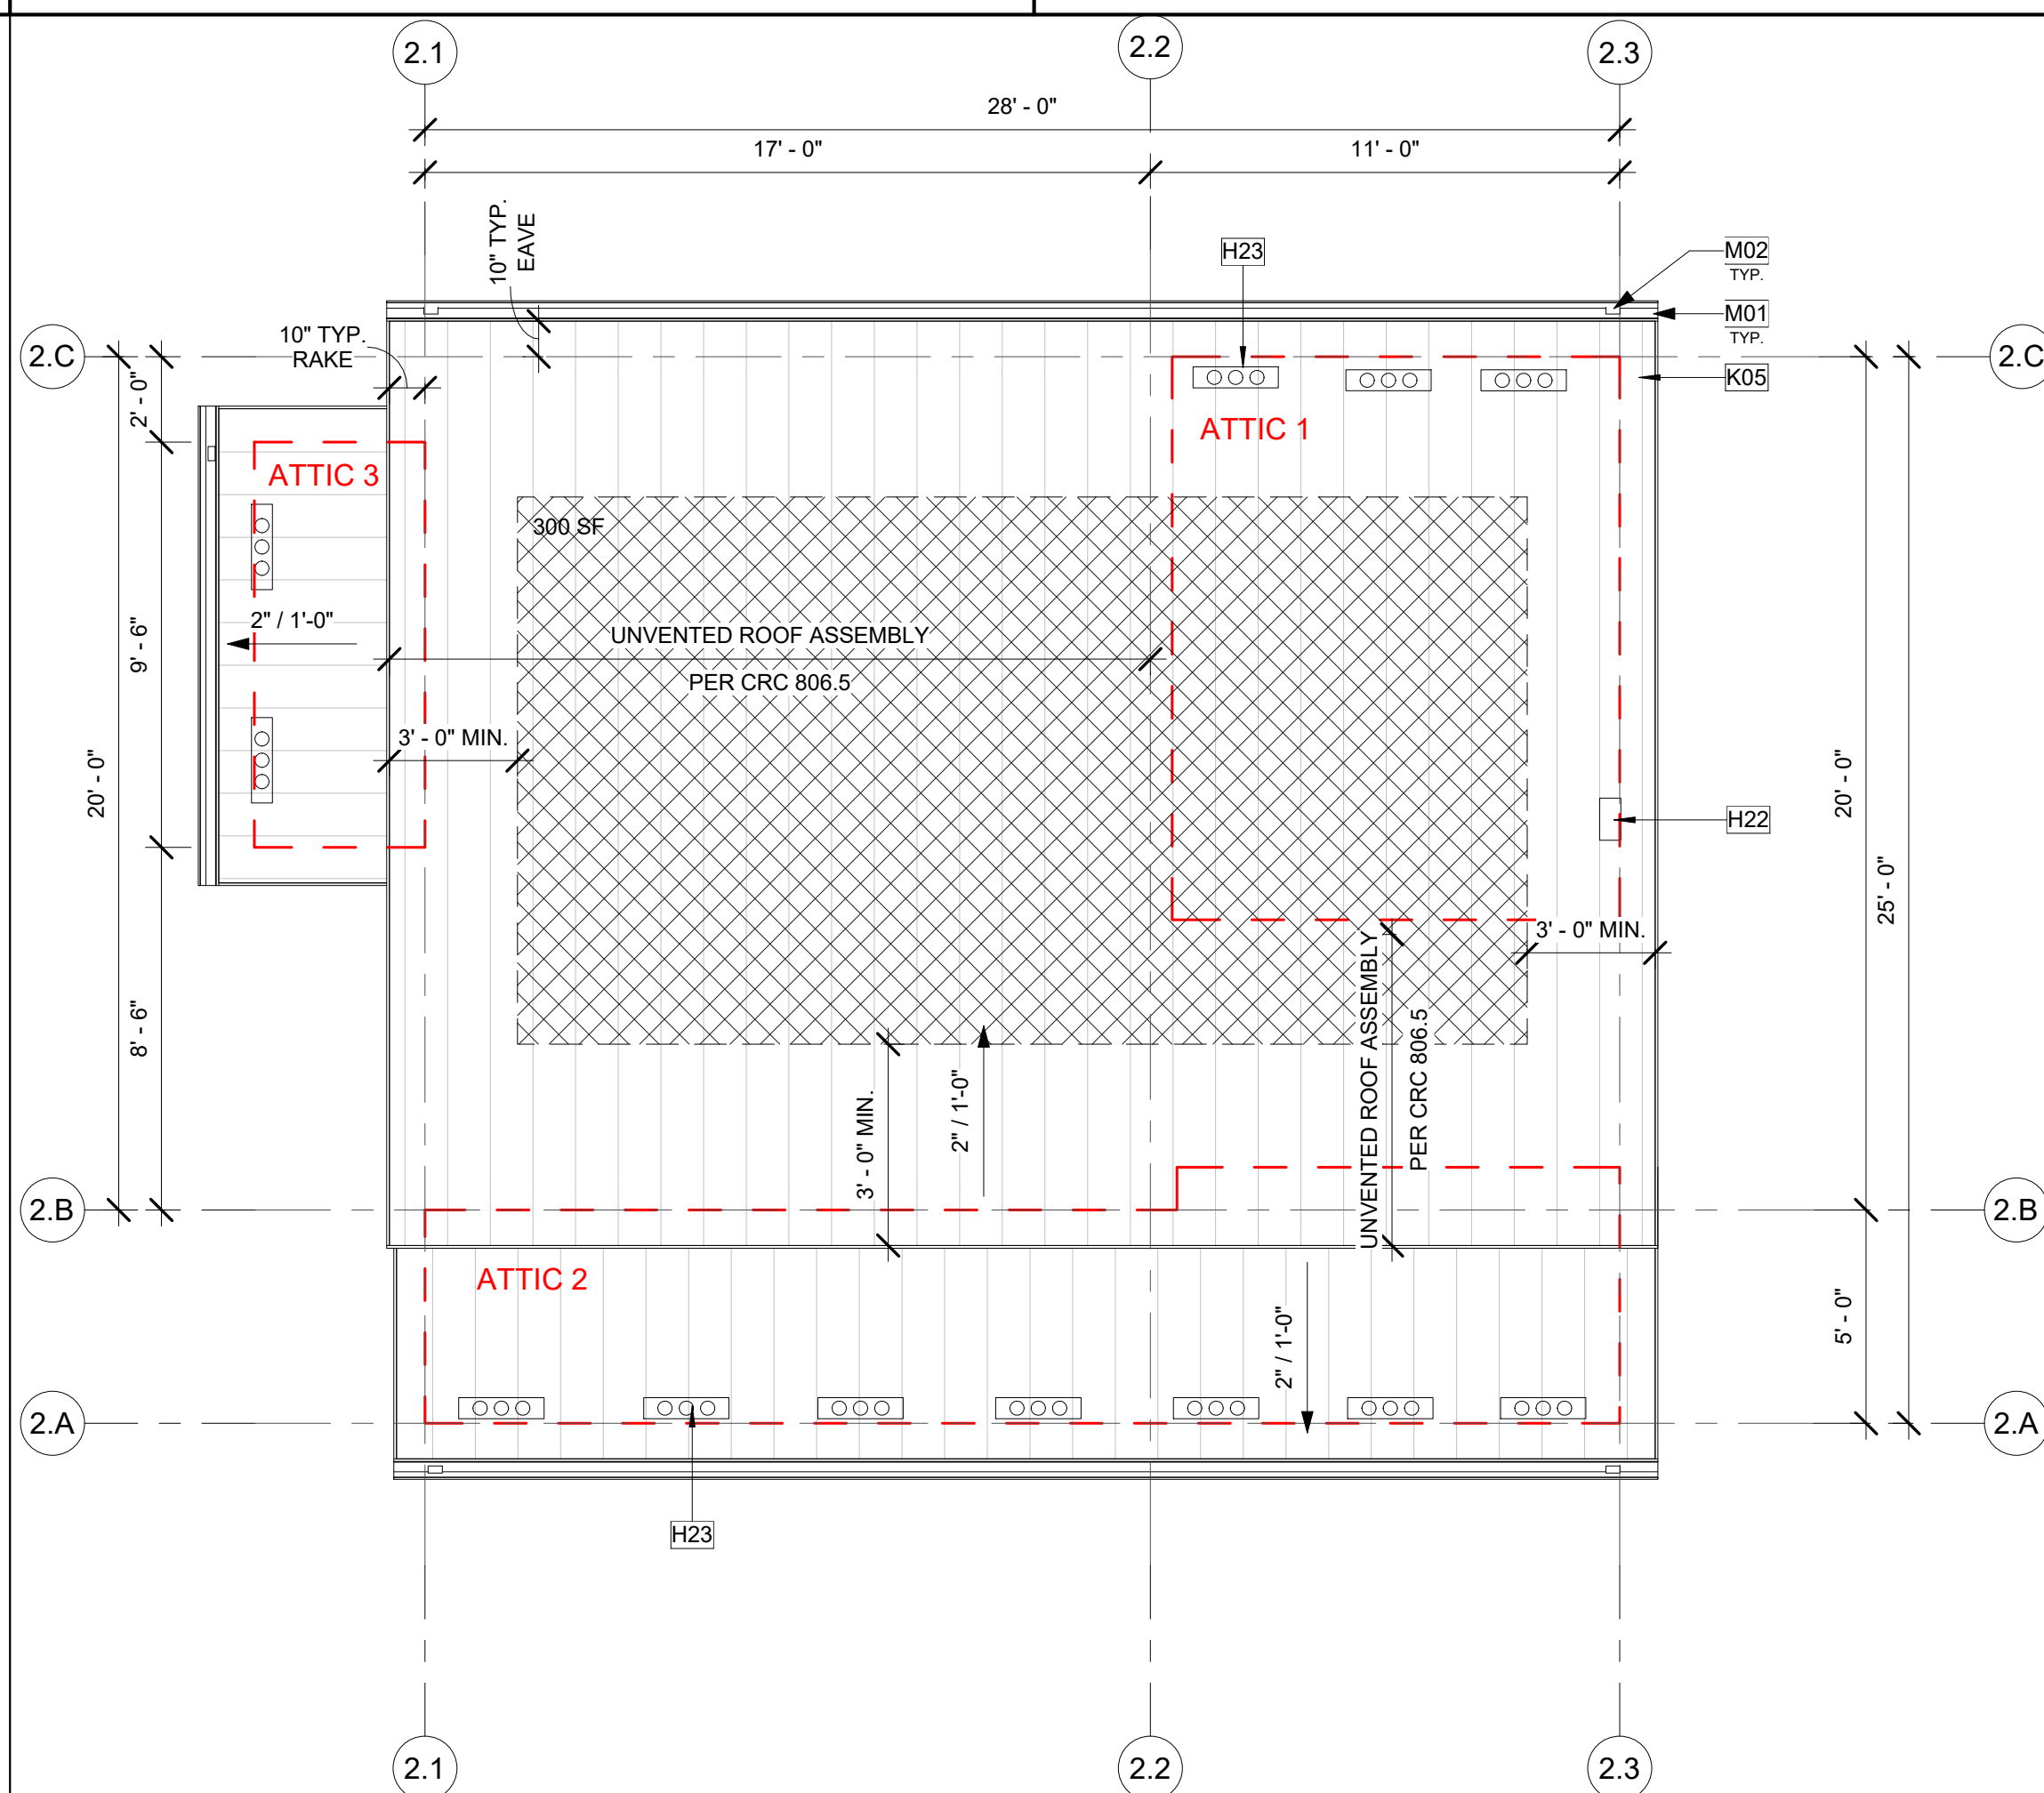 2.1
2.2
2.3
28' - 0"
17' - 0"
11' - 0"
10" TYP.
EAVE
H23
M02
TYP.
M01
TYP.
10" TYP.
RAKE
2.C
2.C
K05
2' - 0"
ATTIC 1
ATTIC 3
300 SF
2" / 1'-0"
UNVENTED ROOF ASSEMBLY
PER CRC 806.5
9' - 6"
3' - 0" MIN.
20' - 0"
20' - 0"
H22
25' - 0"
3' - 0" MIN.
8' - 6"
UNVENTED ROOF ASSEMBLY
PER CRC 806.5
3' - 0" MIN.
2" / 1'-0"
2.B
2.B
ATTIC 2
2" / 1'-0"
5' - 0"
2.A
2.A
H23
2.1
2.2
2.3